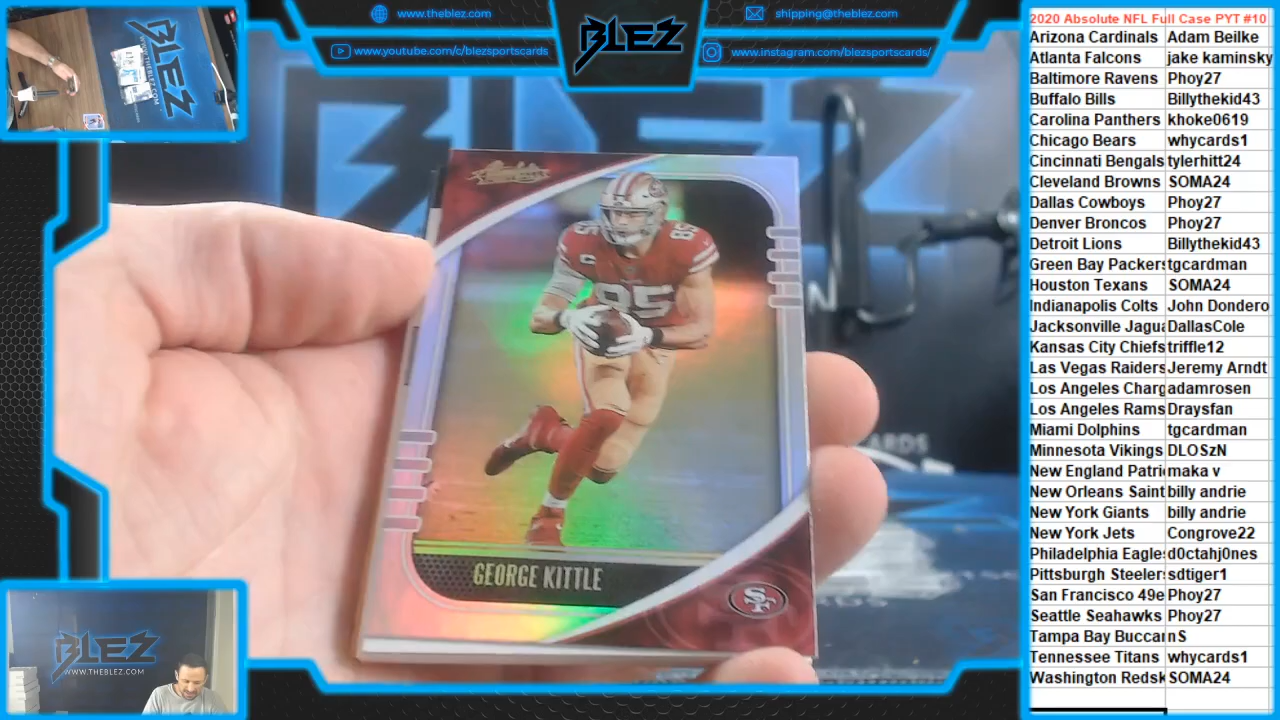 www.theblez.com
shipping@theblez.com
www.youtube.com/c/blezsportscards
www.instagram.com/blezsportscards/
BLEZ
2020 Absolute NFL Full Case PYT #10
Arizona Cardinals Adam Beilke
Atlanta Falcons jake kaminsky
Baltimore Ravens Phoy27
Buffalo Bills Billythekid43
Carolina Panthers khoke0619
Chicago Bears whycards1
Cincinnati Bengals tylerhitt24
Cleveland Browns SOMA24
Dallas Cowboys Phoy27
Denver Broncos Phoy27
Detroit Lions Billythekid43
Green Bay Packers tgcardman
Houston Texans SOMA24
Indianapolis Colts John Dondero
Jacksonville Jagua DallasCole
Kansas City Chiefs triffle12
Las Vegas Raiders Jeremy Arndt
Los Angeles Charg adamrosen
Los Angeles Rams Draysfan
Miami Dolphins tgcardman
Minnesota Vikings DLOSzN
New England Patri maka v
New Orleans Saint billy andrie
New York Giants billy andrie
New York Jets Congrove22
Philadelphia Eagle d0ctahj0nes
Pittsburgh Steeler sdtiger1
San Francisco 49e Phoy27
Seattle Seahawks Phoy27
Tampa Bay Buccan nS
Tennessee Titans whycards1
Washington Redsk SOMA24
BLEZ
WWW.THEBLEZ.COM
BLEZ
Absolute
85
C
85
85
GEORGE KITTLE
SF
BLEZ
WWW.THEBLEZ.COM